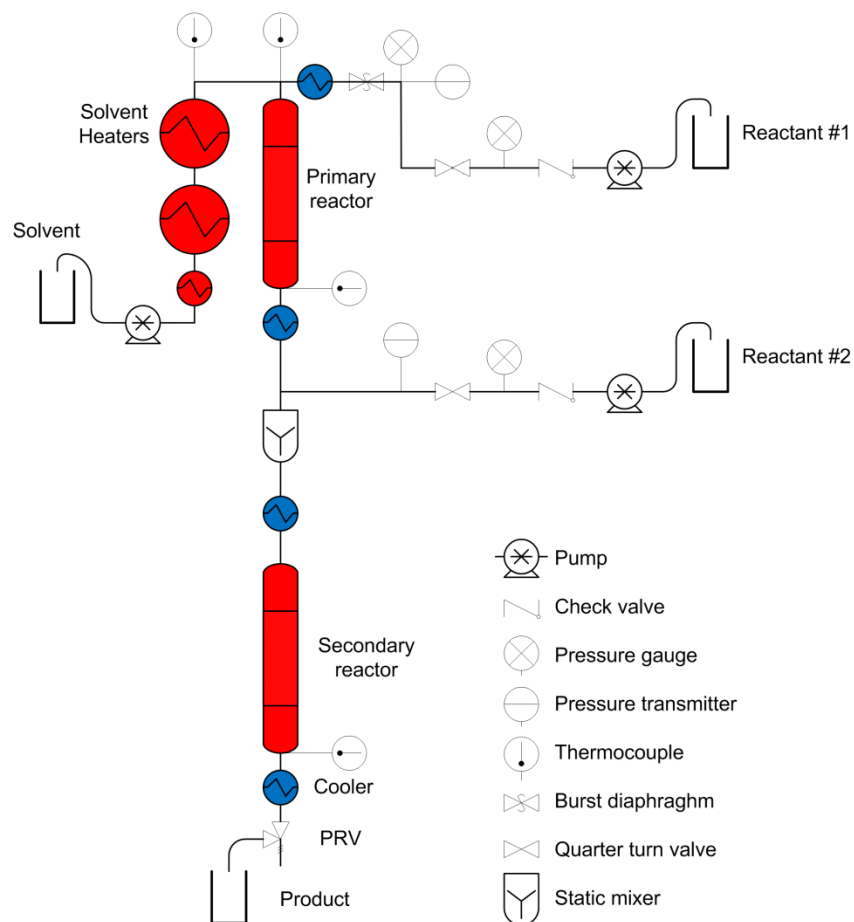 Solvent
Heaters
Reactant #1
Primary
reactor
Solvent
Reactant #2
Pump
Check valve
Secondary
reactor
Pressure gauge
Pressure transmitter
Thermocouple
Cooler
Burst diaphraghm
PRV
Quarter turn valve
Product
Static mixer